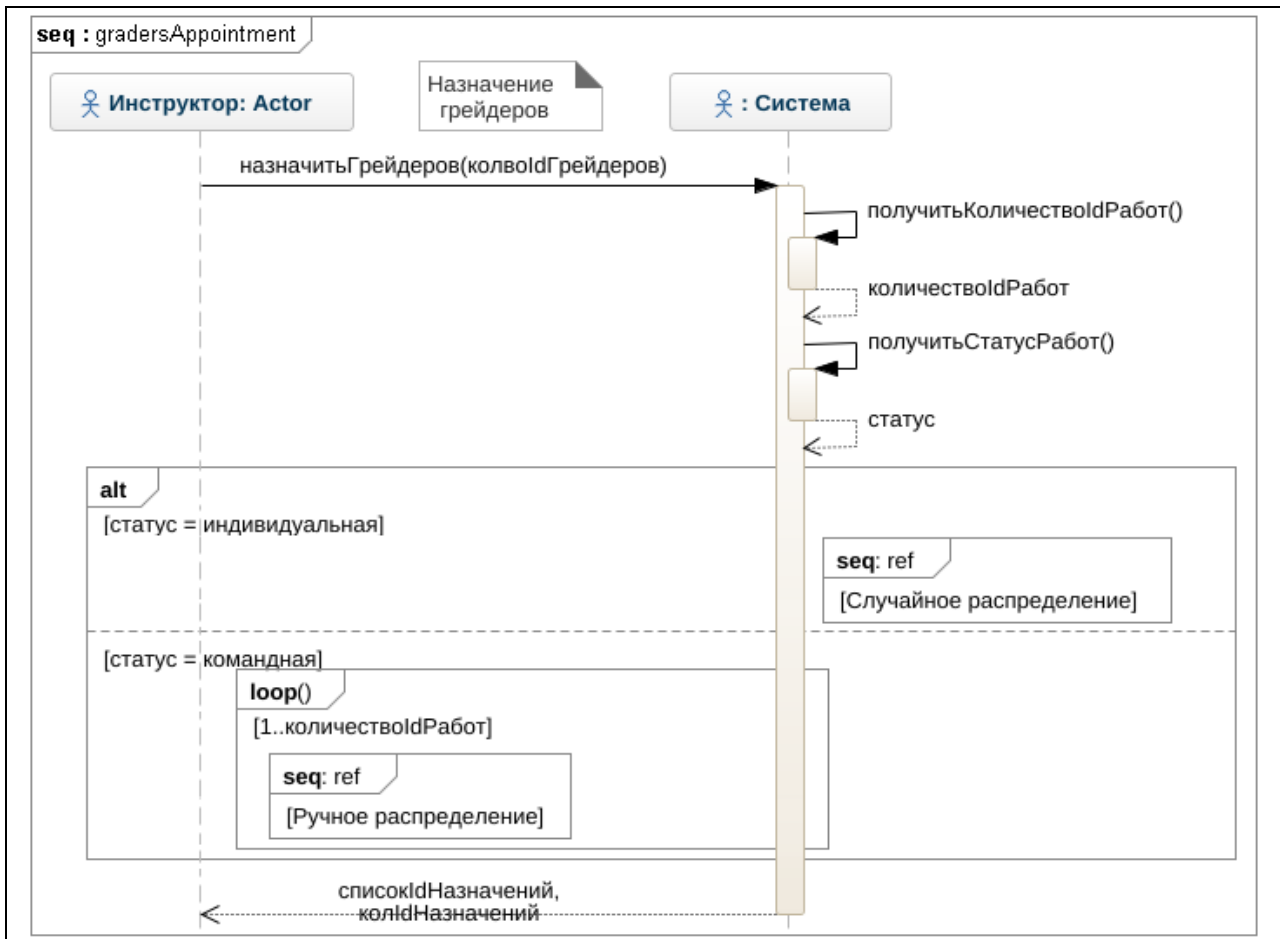 seq : gradersAppointment
Инструктор: Actor
Назначение
грейдеров
: Система
назначитьГрейдеров(колвоIdГрейдеров)
получитьКоличествоIdРабот()
количествоIdРабот
получитьСтатусРабот()
статус
alt
[статус = индивидуальная]
seq: ref
[Случайное распределение]
[статус = командная]
loop()
[1..количествоIdРабот]
seq: ref
[Ручное распределение]
списокIdНазначений,
колIdНазначений